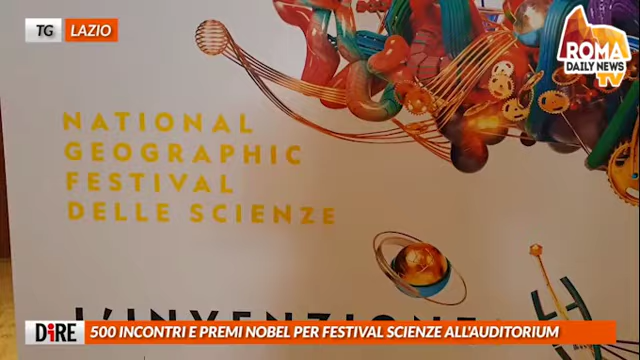 TG LAZIO
ROMA
DAILY NEWS
TV
NATIONAL
GEOGRAPHIC
FESTIVAL
DELLE SCIENZE
L'INVENZIONE
DiRE 500 INCONTRI E PREMI NOBEL PER FESTIVAL SCIENZE ALL'AUDITORIUM